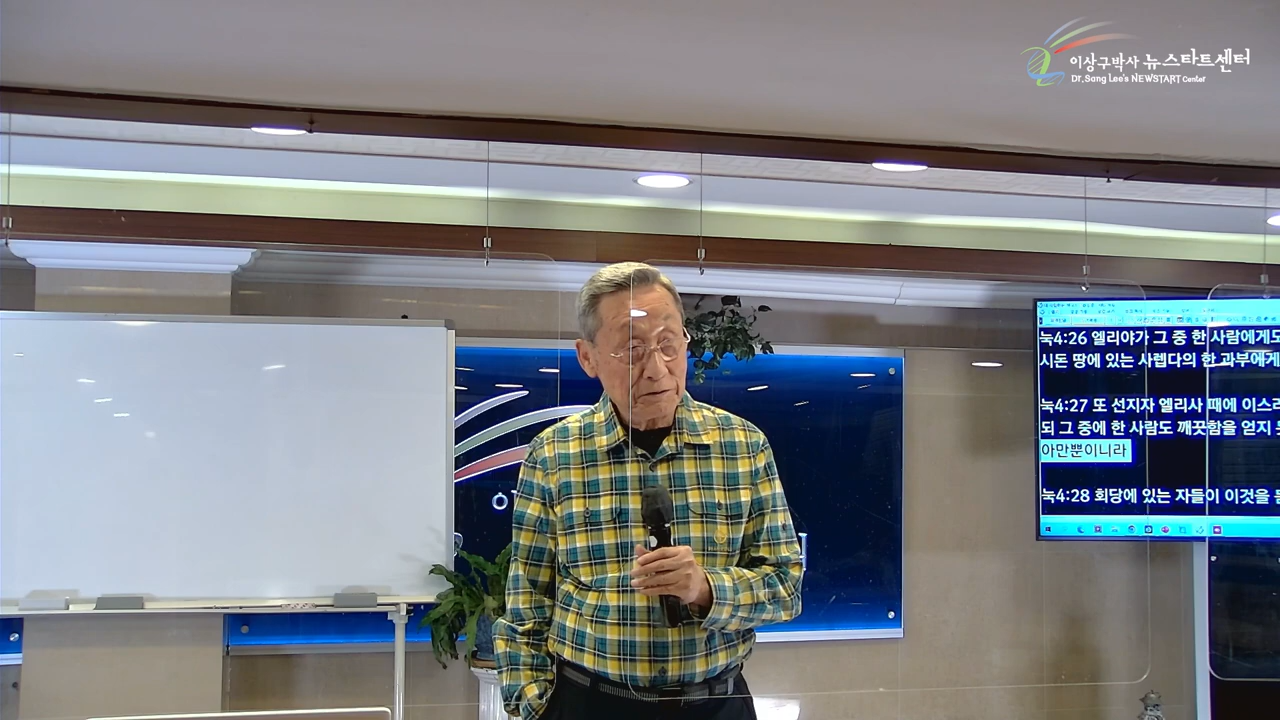 이상구박사 뉴스타트센터
Dr. Sang Lee's NEWSTART Center
눅4:26 엘리야가 그 중 한 사람에게도
시돈 땅에 있는 사렙다의 한 과부에게
눅4:27 또 선지자 엘리사 때에 이스라
되 그 중에 한 사람도 깨끗함을 얻지
아만뿐이니라
눅4:28 회당에 있는 자들이 이것을